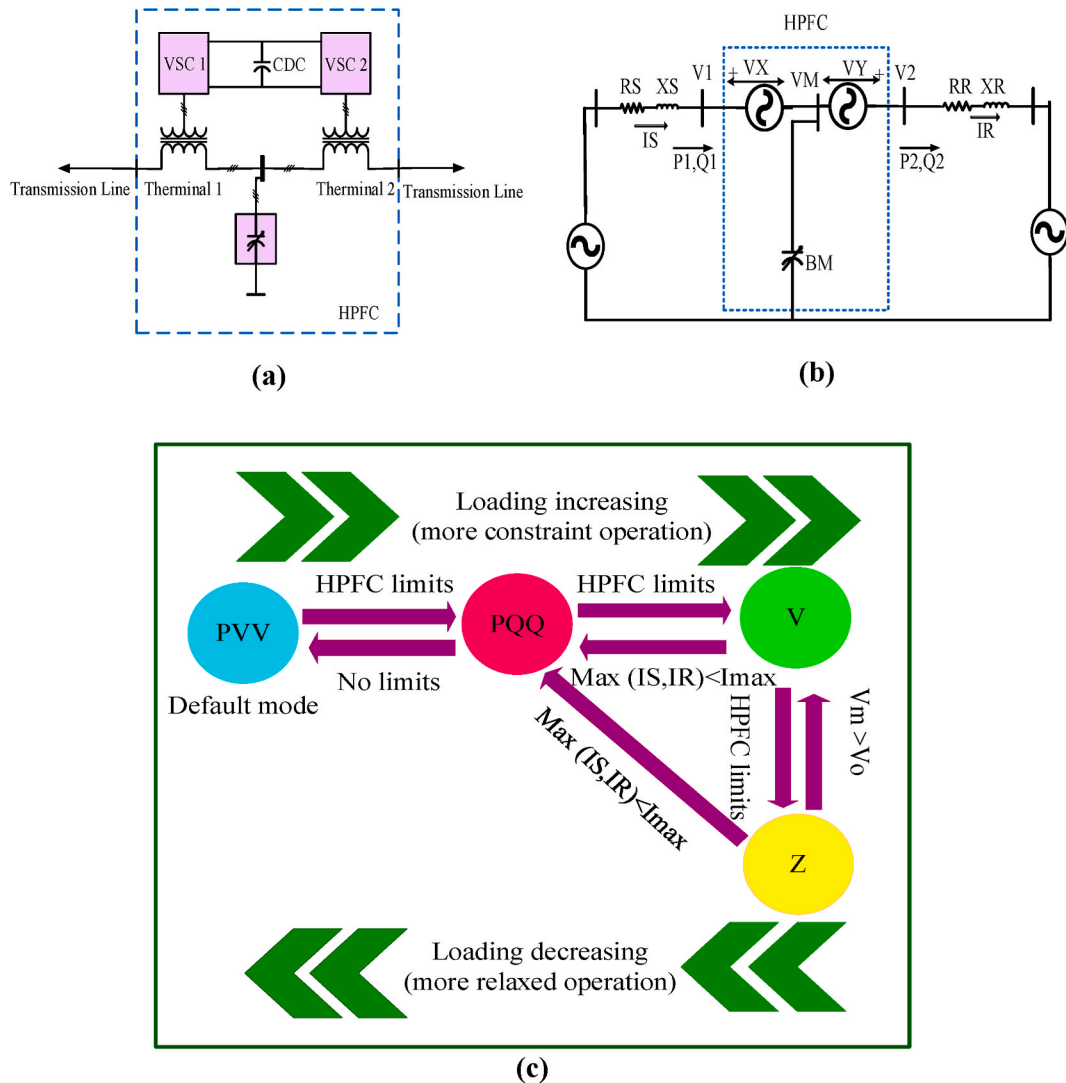 VSC 1
CDC
VSC 2
Transmission Line
Therminal 1
Therminal 2
Transmission Line
HPFC
(a)
HPFC
RS
XS
V1
+
VX
VM
VY
+
V2
RR
XR
IS
P1,Q1
P2,Q2
IR
BM
(b)
Loading increasing
(more constraint operation)
HPFC limits
HPFC limits
PVV
PQQ
V
No limits
Max (IS,IR)<Imax
Default mode
Max (IS,IR)<Imax
HPFC limits
Vm >Vo
Z
Loading decreasing
(more relaxed operation)
(c)